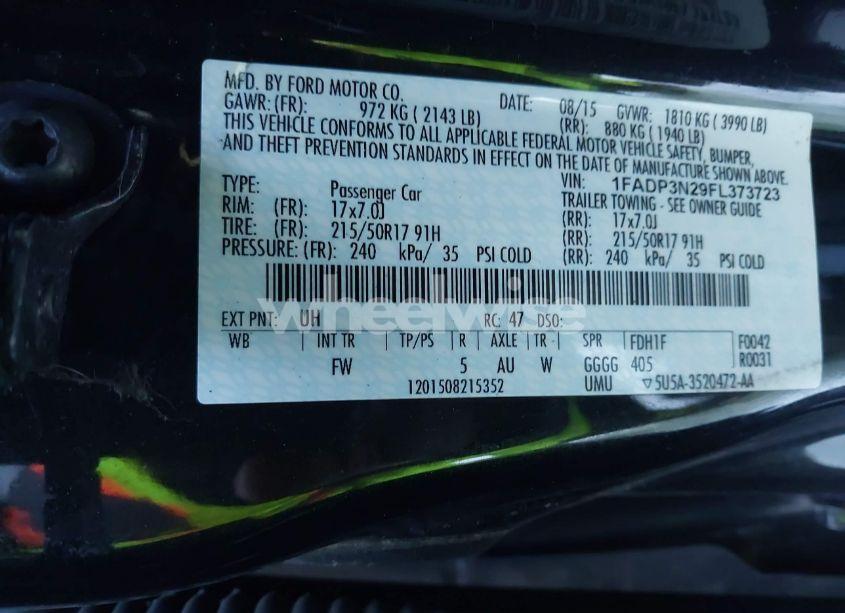 MFD. BY FORD MOTOR CO.
DATE: 08/15 GVWR: 1810 KG (3990 LB)
GAWR: (FR): 972 KG (2143 LB) (RR): 880 KG (1940 LB)
THIS VEHICLE CONFORMS TO ALL APPLICABLE FEDERAL MOTOR VEHICLE SAFETY, BUMPER,
AND THEFT PREVENTION STANDARDS IN EFFECT ON THE DATE OF MANUFACTURE SHOWN ABOVE.
VIN: 1FADP3N29FL373723
TYPE: Passenger Car TRAILER TOWING - SEE OWNER GUIDE
RIM: (FR): 17x7.0J (RR): 17x7.0J
TIRE: (FR): 215/50R17 91H (RR): 215/50R17 91H
PRESSURE: (FR): 240 kPa/ 35 PSI COLD (RR): 240 kPa/ 35 PSI COLD
wheelwise
EXT PNT: UH RC: 47 DSO:
WB INT TR TP/PS R AXLE TR - SPR FDH1F F0042
FW 5 AU W GGGG 405 R0031
1201508215352 UMU ▽5U5A-3520472-AA